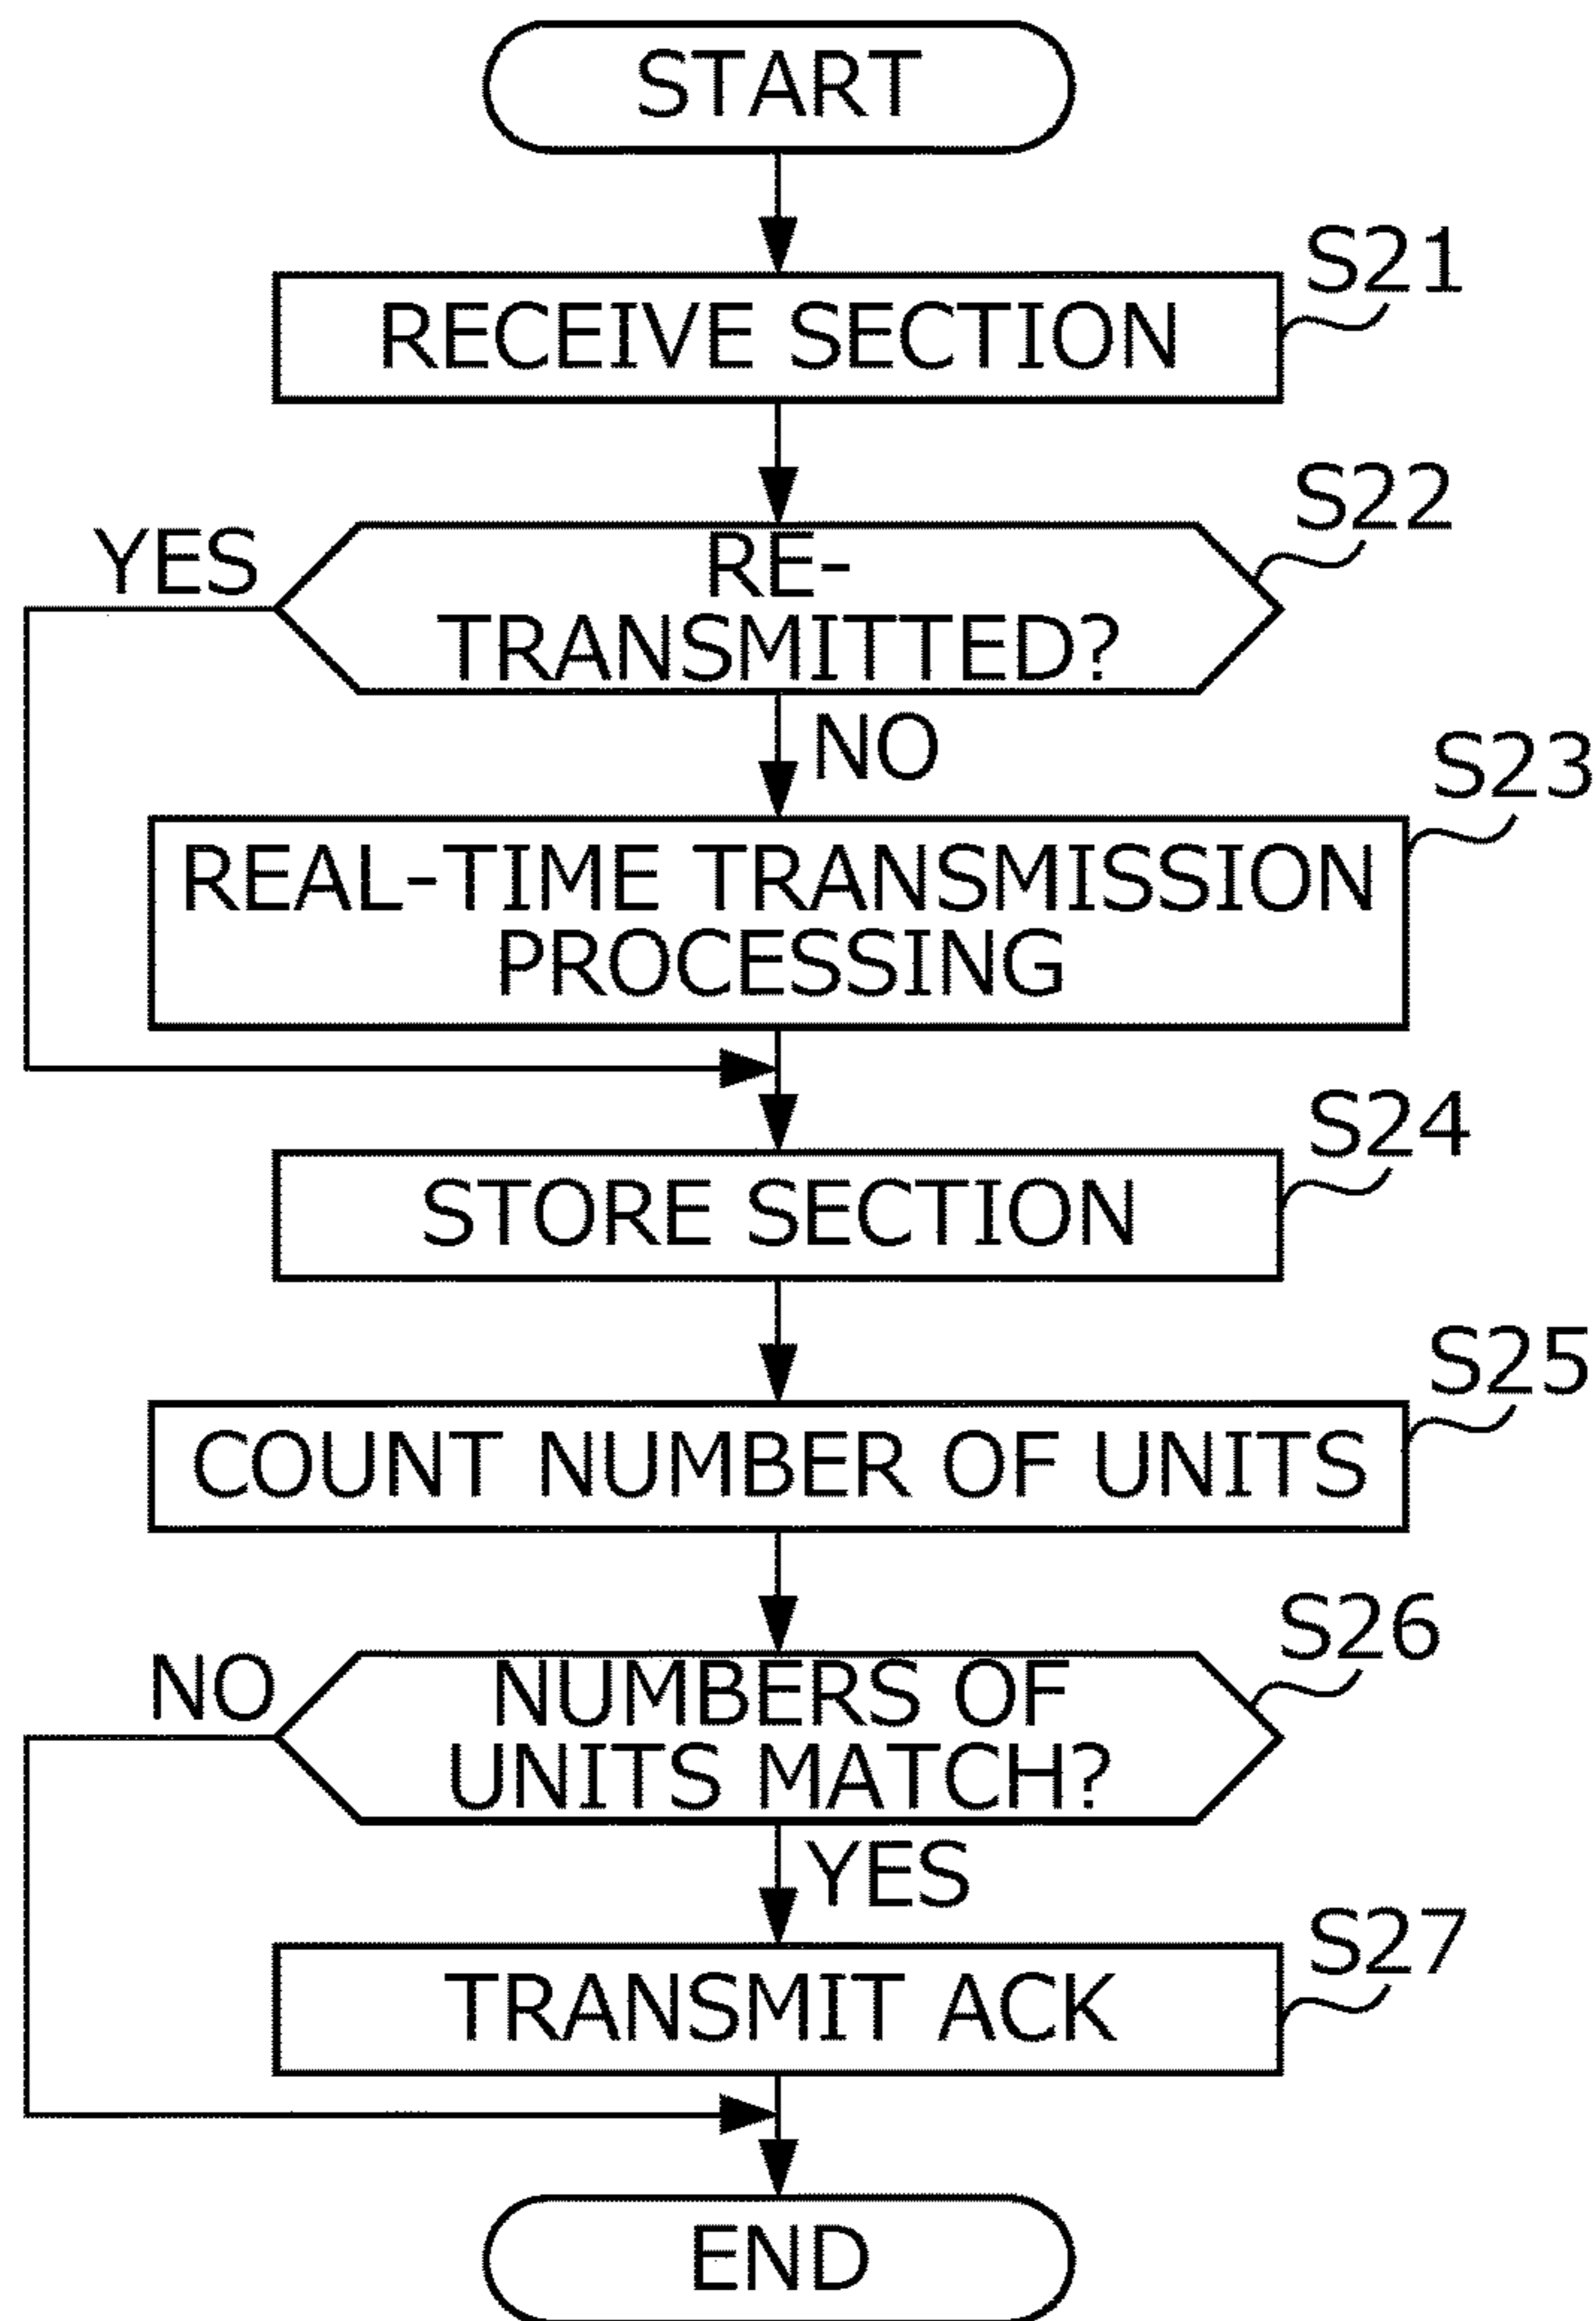 START
S21
RECEIVE SECTION
S22
YES
RE-
TRANSMITTED?
NO
S23
REAL-TIME TRANSMISSION
PROCESSING
S24
STORE SECTION
S25
COUNT NUMBER OF UNITS
S26
NO
NUMBERS OF
UNITS MATCH?
YES
S27
TRANSMIT ACK
END